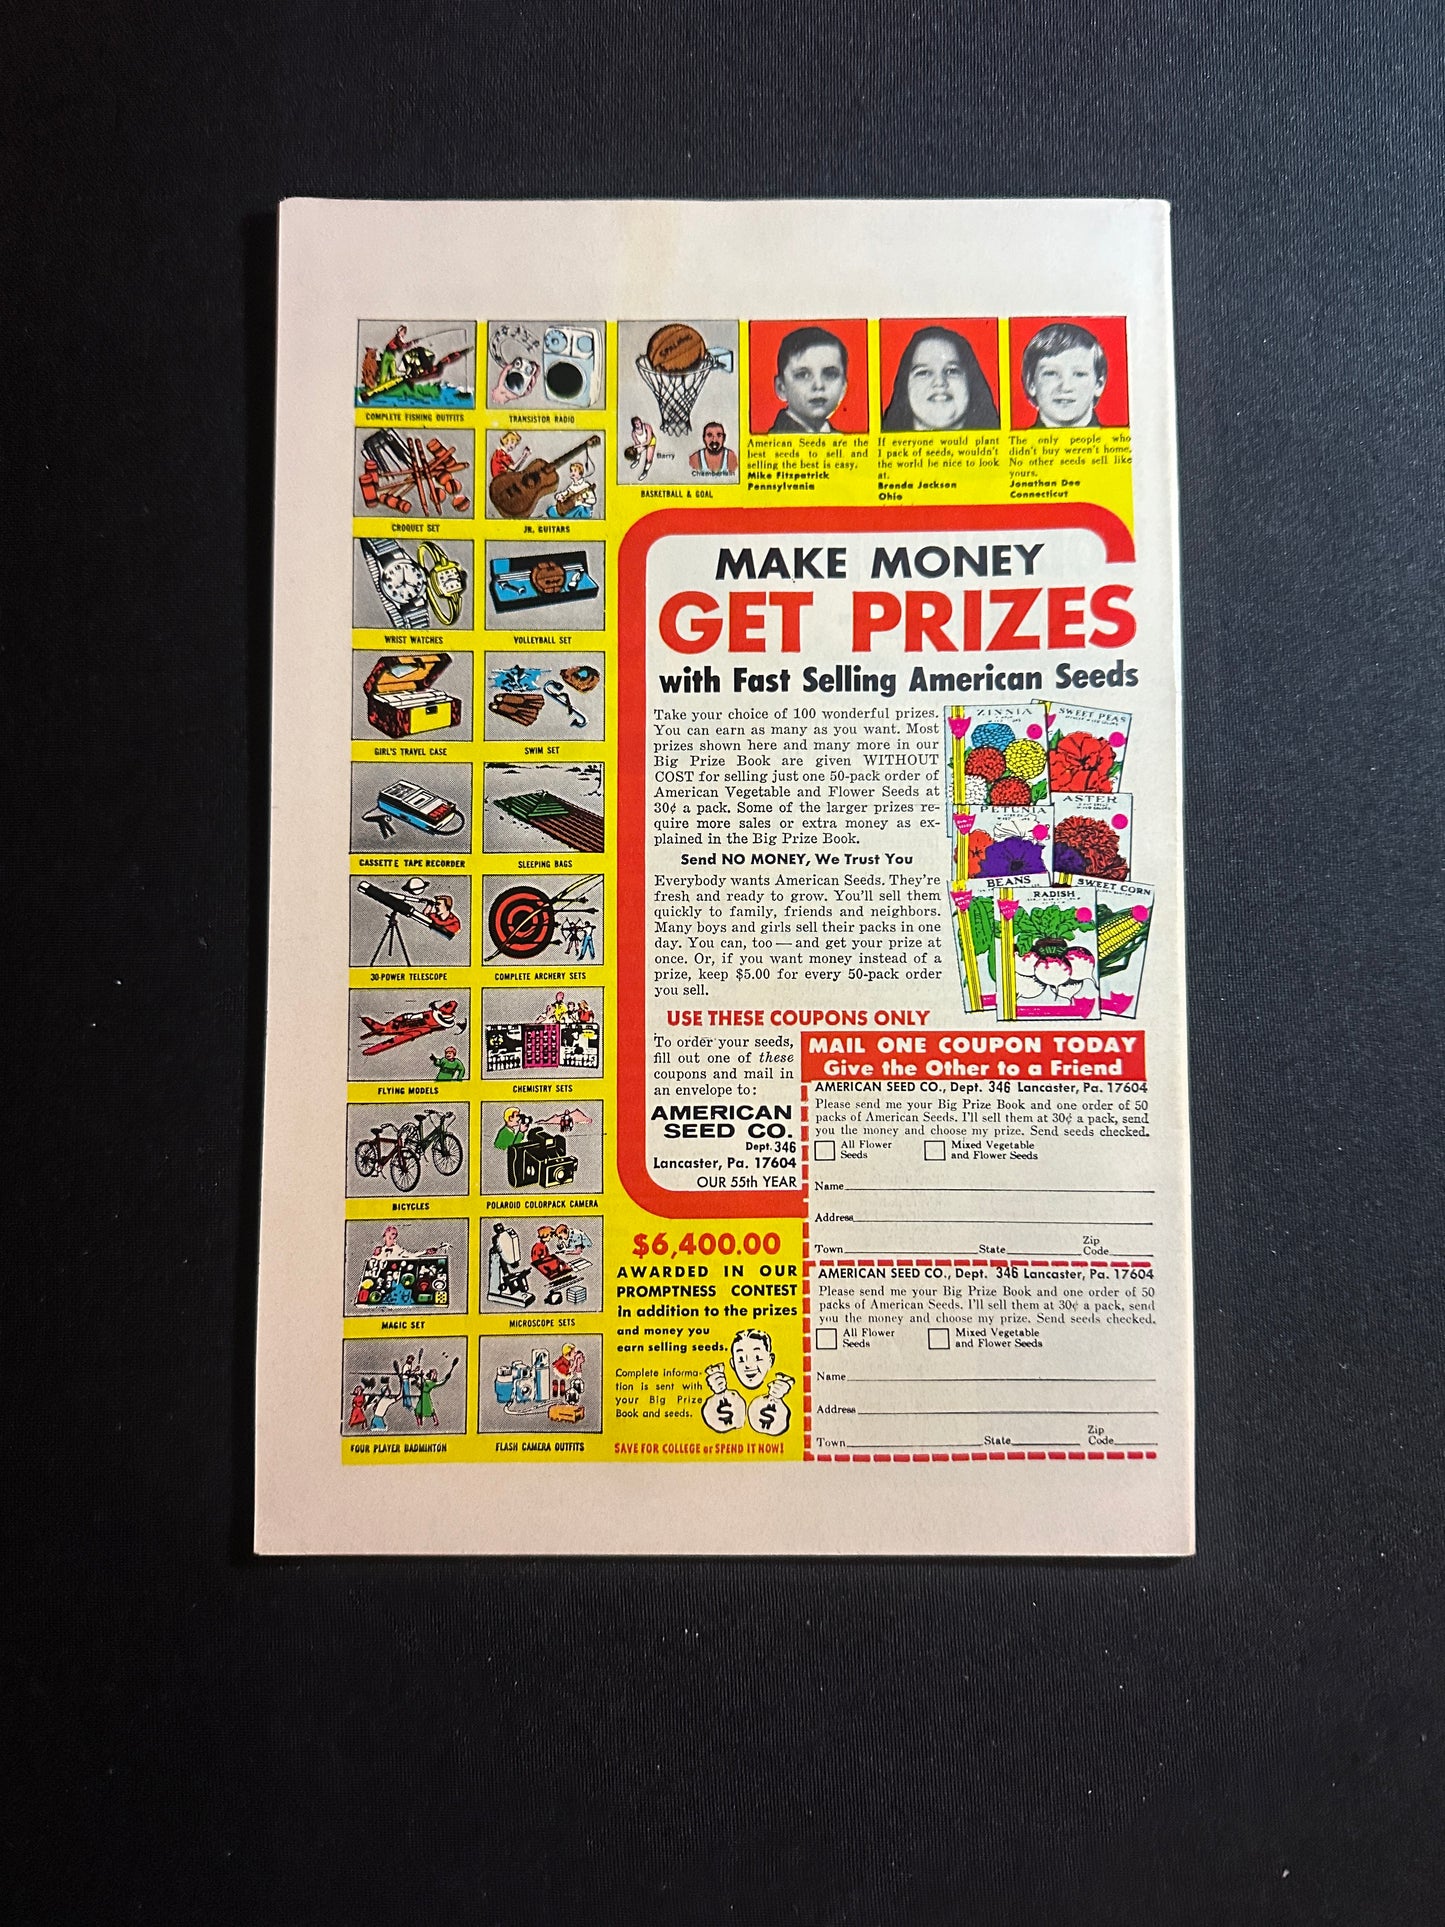 COMPLETE FISHING OUTFITS
TRANSISTOR RADIO
CROQUET SET
JR. GUITARS
WRIST WATCHES
VOLLEYBALL SET
GIRL'S TRAVEL CASE
SWIM SET
CASSETTE TAPE RECORDER
SLEEPING BAGS
30-POWER TELESCOPE
COMPLETE ARCHERY SETS
FLYING MODELS
CHEMISTRY SETS
BICYCLES
POLAROID COLORPACK CAMERA
MAGIC SET
MICROSCOPE SETS
FOUR PLAYER BADMINTON
FLASH CAMERA OUTFITS
SPALDING
Barry
Chamberlain
BASKETBALL & GOAL
American Seeds are the
best seeds to sell and
selling the best is easy.
Mike Fitzpatrick
Pennsylvania
If everyone would plant
1 pack of seeds, wouldn't
the world be nice to look
at.
Brenda Jackson
Ohio
The only people who
didn't buy weren't home.
No other seeds sell like
yours.
Jonathan Dee
Connecticut
MAKE MONEY
GET PRIZES
with Fast Selling American Seeds
Take your choice of 100 wonderful prizes.
You can earn as many as you want. Most
prizes shown here and many more in our
Big Prize Book are given WITHOUT
COST for selling just one 50-pack order of
American Vegetable and Flower Seeds at
30¢ a pack. Some of the larger prizes re-
quire more sales or extra money as ex-
plained in the Big Prize Book.
Send NO MONEY, We Trust You
Everybody wants American Seeds. They're
fresh and ready to grow. You'll sell them
quickly to family, friends and neighbors.
Many boys and girls sell their packs in one
day. You can, too — and get your prize at
once. Or, if you want money instead of a
prize, keep $5.00 for every 50-pack order
you sell.
ZINNIA
SWEET PEAS
PETUNIA
ASTER
BEANS
RADISH
SWEET CORN
USE THESE COUPONS ONLY
To order your seeds,
fill out one of these
coupons and mail in
an envelope to:
AMERICAN
SEED CO.
Dept. 346
Lancaster, Pa. 17604
OUR 55th YEAR
MAIL ONE COUPON TODAY
Give the Other to a Friend
AMERICAN SEED CO., Dept. 346 Lancaster, Pa. 17604
Please send me your Big Prize Book and one order of 50
packs of American Seeds. I'll sell them at 30¢ a pack, send
you the money and choose my prize. Send seeds checked.
All Flower Seeds
Mixed Vegetable and Flower Seeds
Name
Address
Town State Zip Code
AMERICAN SEED CO., Dept. 346 Lancaster, Pa. 17604
Please send me your Big Prize Book and one order of 50
packs of American Seeds. I'll sell them at 30¢ a pack, send
you the money and choose my prize. Send seeds checked.
All Flower Seeds
Mixed Vegetable and Flower Seeds
Name
Address
Town State Zip Code
$6,400.00
AWARDED IN OUR
PROMPTNESS CONTEST
in addition to the prizes
and money you
earn selling seeds.
Complete informa-
tion is sent with
your Big Prize
Book and seeds.
$ $
SAVE FOR COLLEGE or SPEND IT NOW!